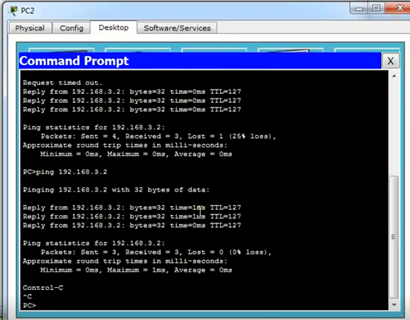 PC2
Physical Config Desktop Software/Services
Command Prompt X
Request timed out.
Reply from 192.168.3.2: bytes=32 time=0ms TTL=127
Reply from 192.168.3.2: bytes=32 time=0ms TTL=127
Reply from 192.168.3.2: bytes=32 time=0ms TTL=127
Ping statistics for 192.168.3.2:
Packets: Sent = 4, Received = 3, Lost = 1 (25% loss),
Approximate round trip times in milli-seconds:
Minimum = 0ms, Maximum = 0ms, Average = 0ms
PC>ping 192.168.3.2
Pinging 192.168.3.2 with 32 bytes of data:
Reply from 192.168.3.2: bytes=32 time=1ms TTL=127
Reply from 192.168.3.2: bytes=32 time=1ms TTL=127
Reply from 192.168.3.2: bytes=32 time=0ms TTL=127
Ping statistics for 192.168.3.2:
Packets: Sent = 3, Received = 3, Lost = 0 (0% loss),
Approximate round trip times in milli-seconds:
Minimum = 0ms, Maximum = 1ms, Average = 0ms
Control-C
^C
PC>